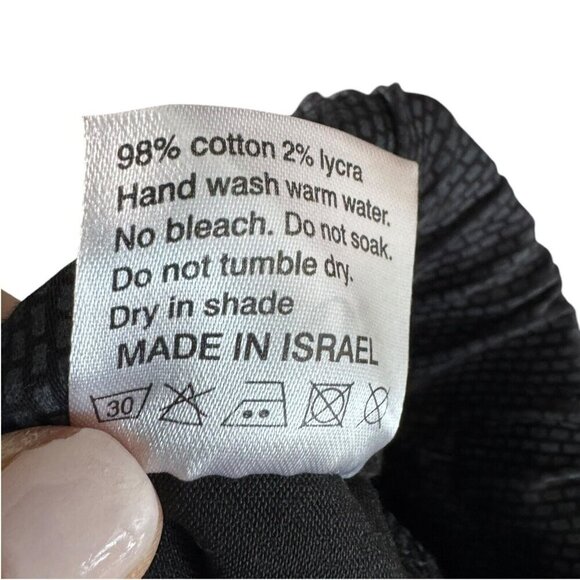 98% cotton 2% lycra
Hand wash warm water.
No bleach. Do not soak.
Do not tumble dry.
Dry in shade
MADE IN ISRAEL
30